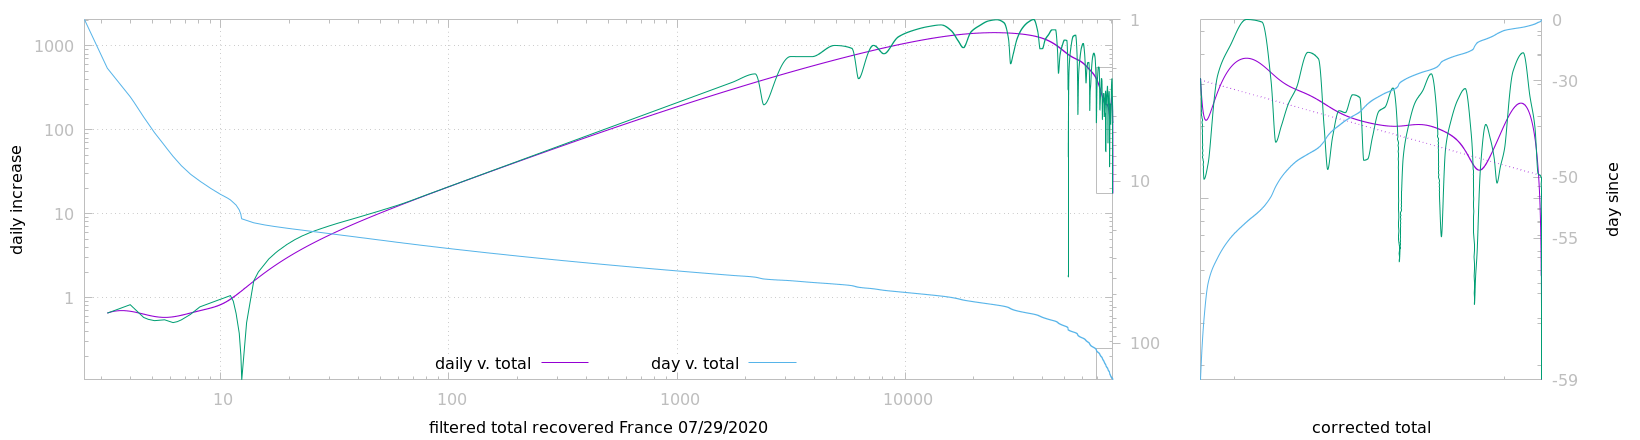 daily increase
1000
100
10
1
10
100
1000
10000
filtered total recovered France 07/29/2020
daily v. total
day v. total
1
10
100
corrected total
0
-30
-50
-55
-59
day since